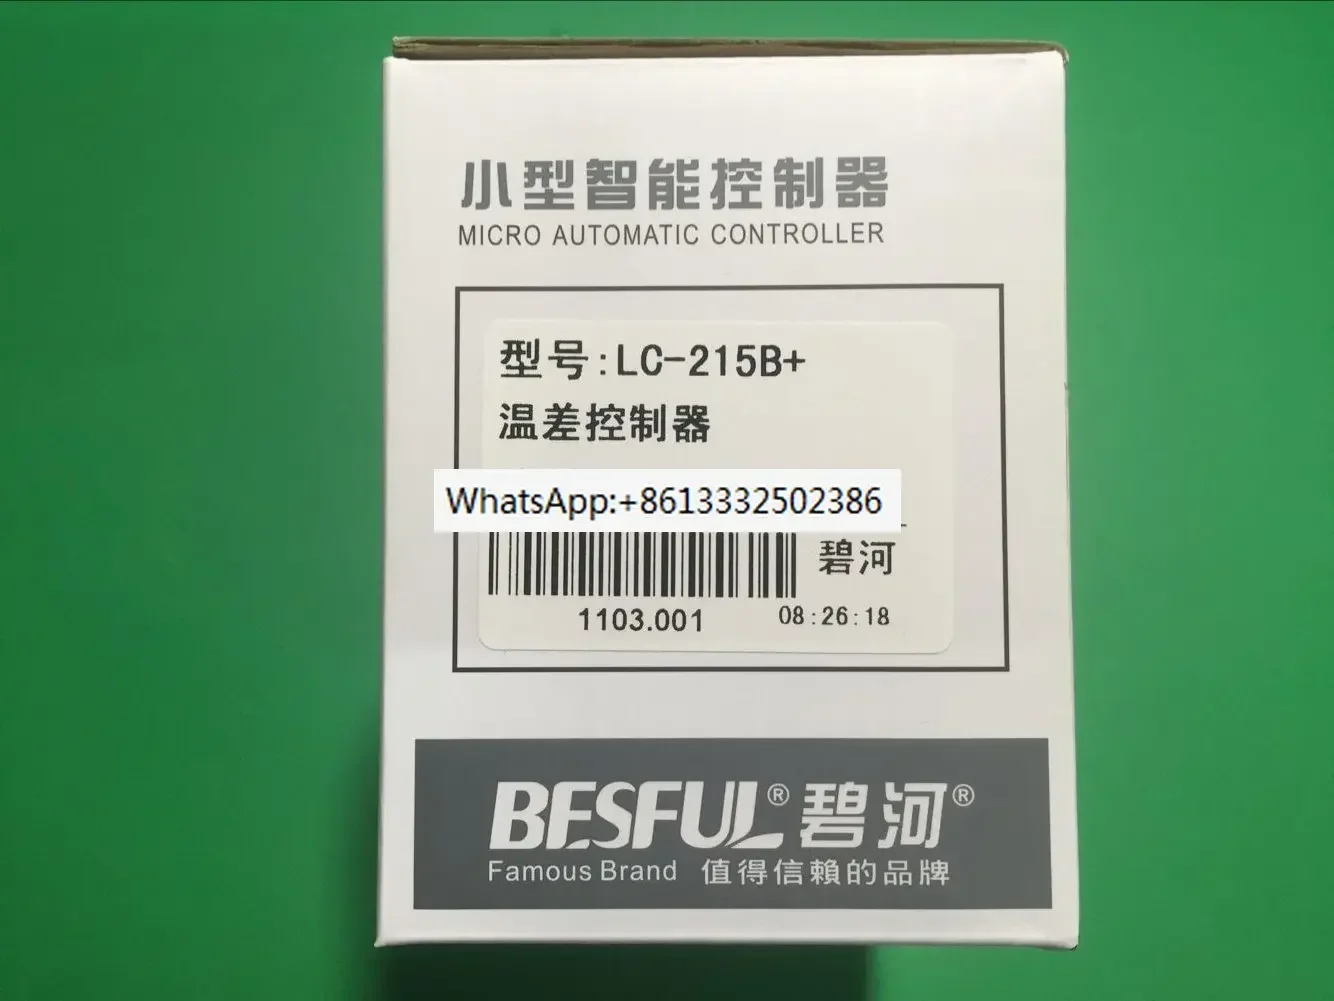 小型智能控制器
MICRO AUTOMATIC CONTROLLER
型号:LC-215B+
温差控制器
WhatsApp:+8613332502386
碧河
1103.001 08:26:18
BESFUL® 碧河®
Famous Brand 值得信賴的品牌